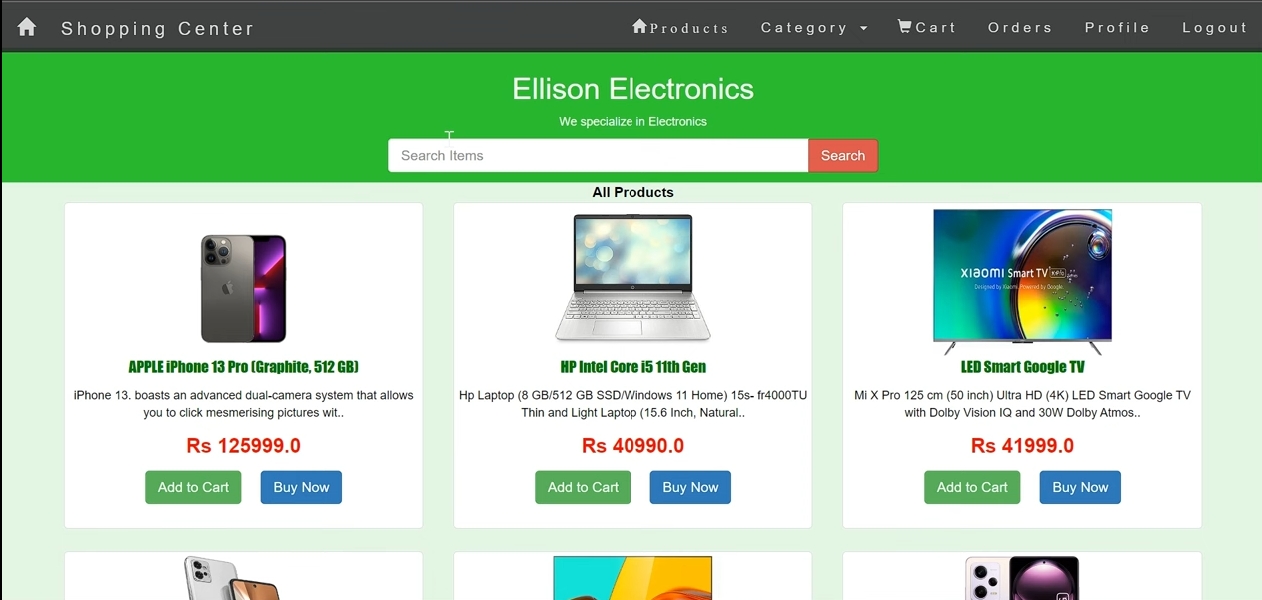 Shopping Center
Products
Category
Cart
Orders
Profile
Logout
Ellison Electronics
We specialize in Electronics
Search Items
Search
All Products
APPLE iPhone 13 Pro (Graphite, 512 GB)
iPhone 13. boasts an advanced dual-camera system that allows
you to click mesmerising pictures wit..
Rs 125999.0
Add to Cart
Buy Now
HP Intel Core i5 11th Gen
Hp Laptop (8 GB/512 GB SSD/Windows 11 Home) 15s- fr4000TU
Thin and Light Laptop (15.6 Inch, Natural..
Rs 40990.0
Add to Cart
Buy Now
XIAOMI Smart TV
Designed by Xiaomi, Powered by Google
LED Smart Google TV
Mi X Pro 125 cm (50 inch) Ultra HD (4K) LED Smart Google TV
with Dolby Vision IQ and 30W Dolby Atmos..
Rs 41999.0
Add to Cart
Buy Now